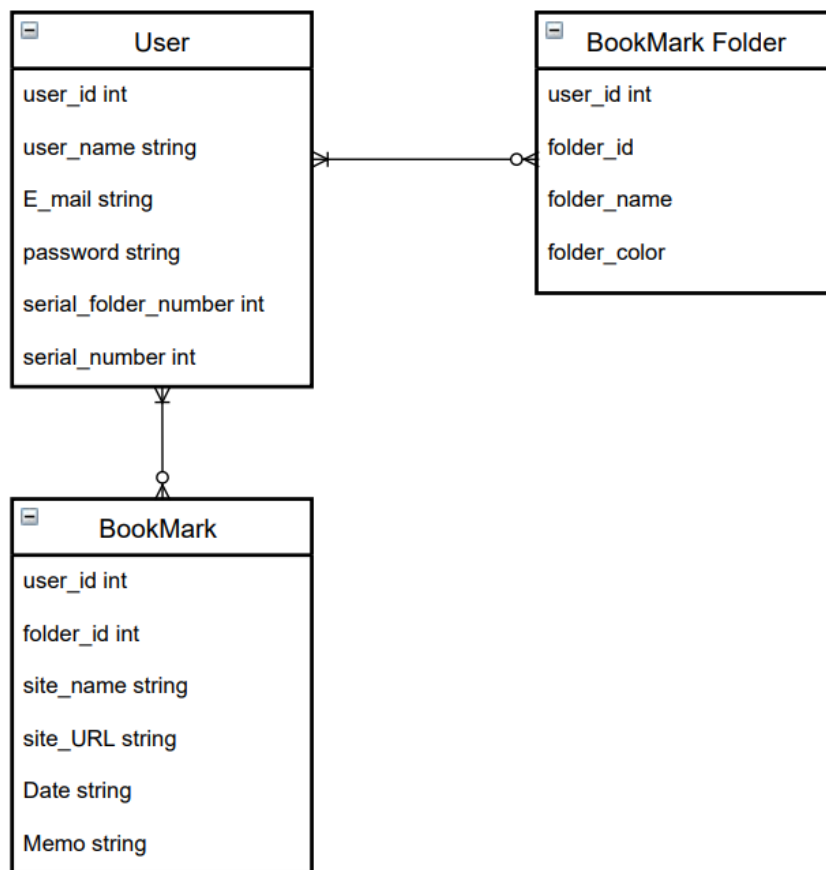 User
user_id int
user_name string
E_mail string
password string
serial_folder_number int
serial_number int
BookMark Folder
user_id int
folder_id
folder_name
folder_color
BookMark
user_id int
folder_id int
site_name string
site_URL string
Date string
Memo string